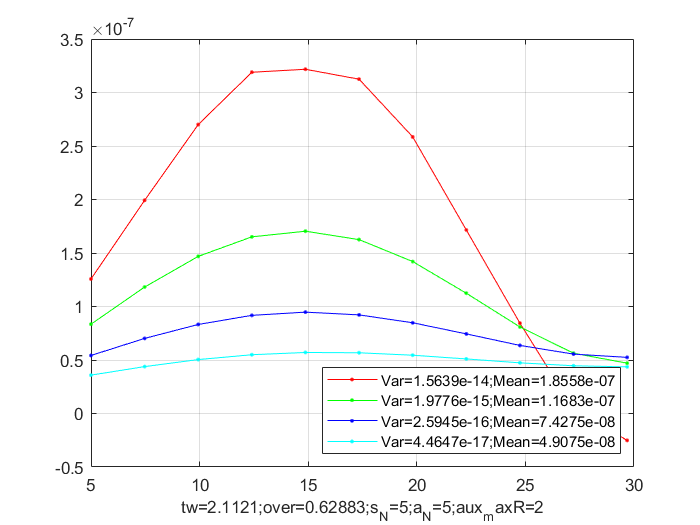 ×10-7
3.5
3
2.5
2
1.5
1
0.5
0
-0.5
5 10 15 20 25 30
Var=1.5639e-14;Mean=1.8558e-07
Var=1.9776e-15;Mean=1.1683e-07
Var=2.5945e-16;Mean=7.4275e-08
Var=4.4647e-17;Mean=4.9075e-08
tw=2.1121;over=0.62883;sN=5;aN=5;auxmaxR=2